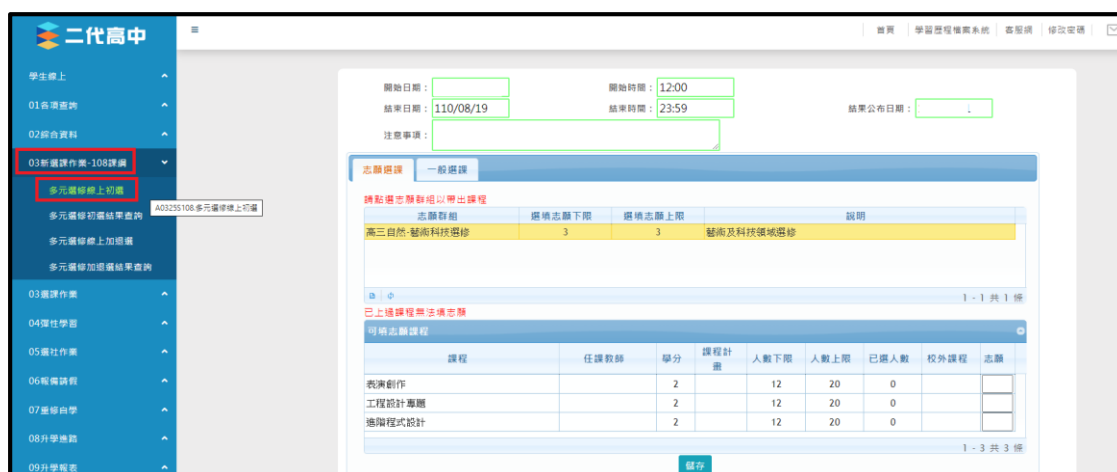 二代高中
≡
首頁 學習歷程檔案系統 客服網 修改密碼
學生線上
01各項查詢
02綜合資料
03新選課作業-108課綱
多元選修線上初選
A0325S108.多元選修線上初選
多元選修初選結果查詢
多元選修線上加退選
多元選修加退選結果查詢
03選課作業
04彈性學習
05選社作業
06報備請假
07重修自學
08升學進路
09升學報表
開始日期：
開始時間： 12:00
結束日期： 110/08/19
結束時間： 23:59
結果公布日期：
注意事項：
志願選課 一般選課
請點選志願群組以帶出課程
志願群組 選填志願下限 選填志願上限 說明
高三自然-藝術科技選修 3 3 藝術及科技領域選修
1 - 1 共 1 條
已上過課程無法填志願
可填志願課程
課程 任課教師 學分 課程計畫 人數下限 人數上限 已選人數 校外課程 志願
表演創作 2 12 20 0
工程設計專題 2 12 20 0
進階程式設計 2 12 20 0
1 - 3 共 3 條
儲存